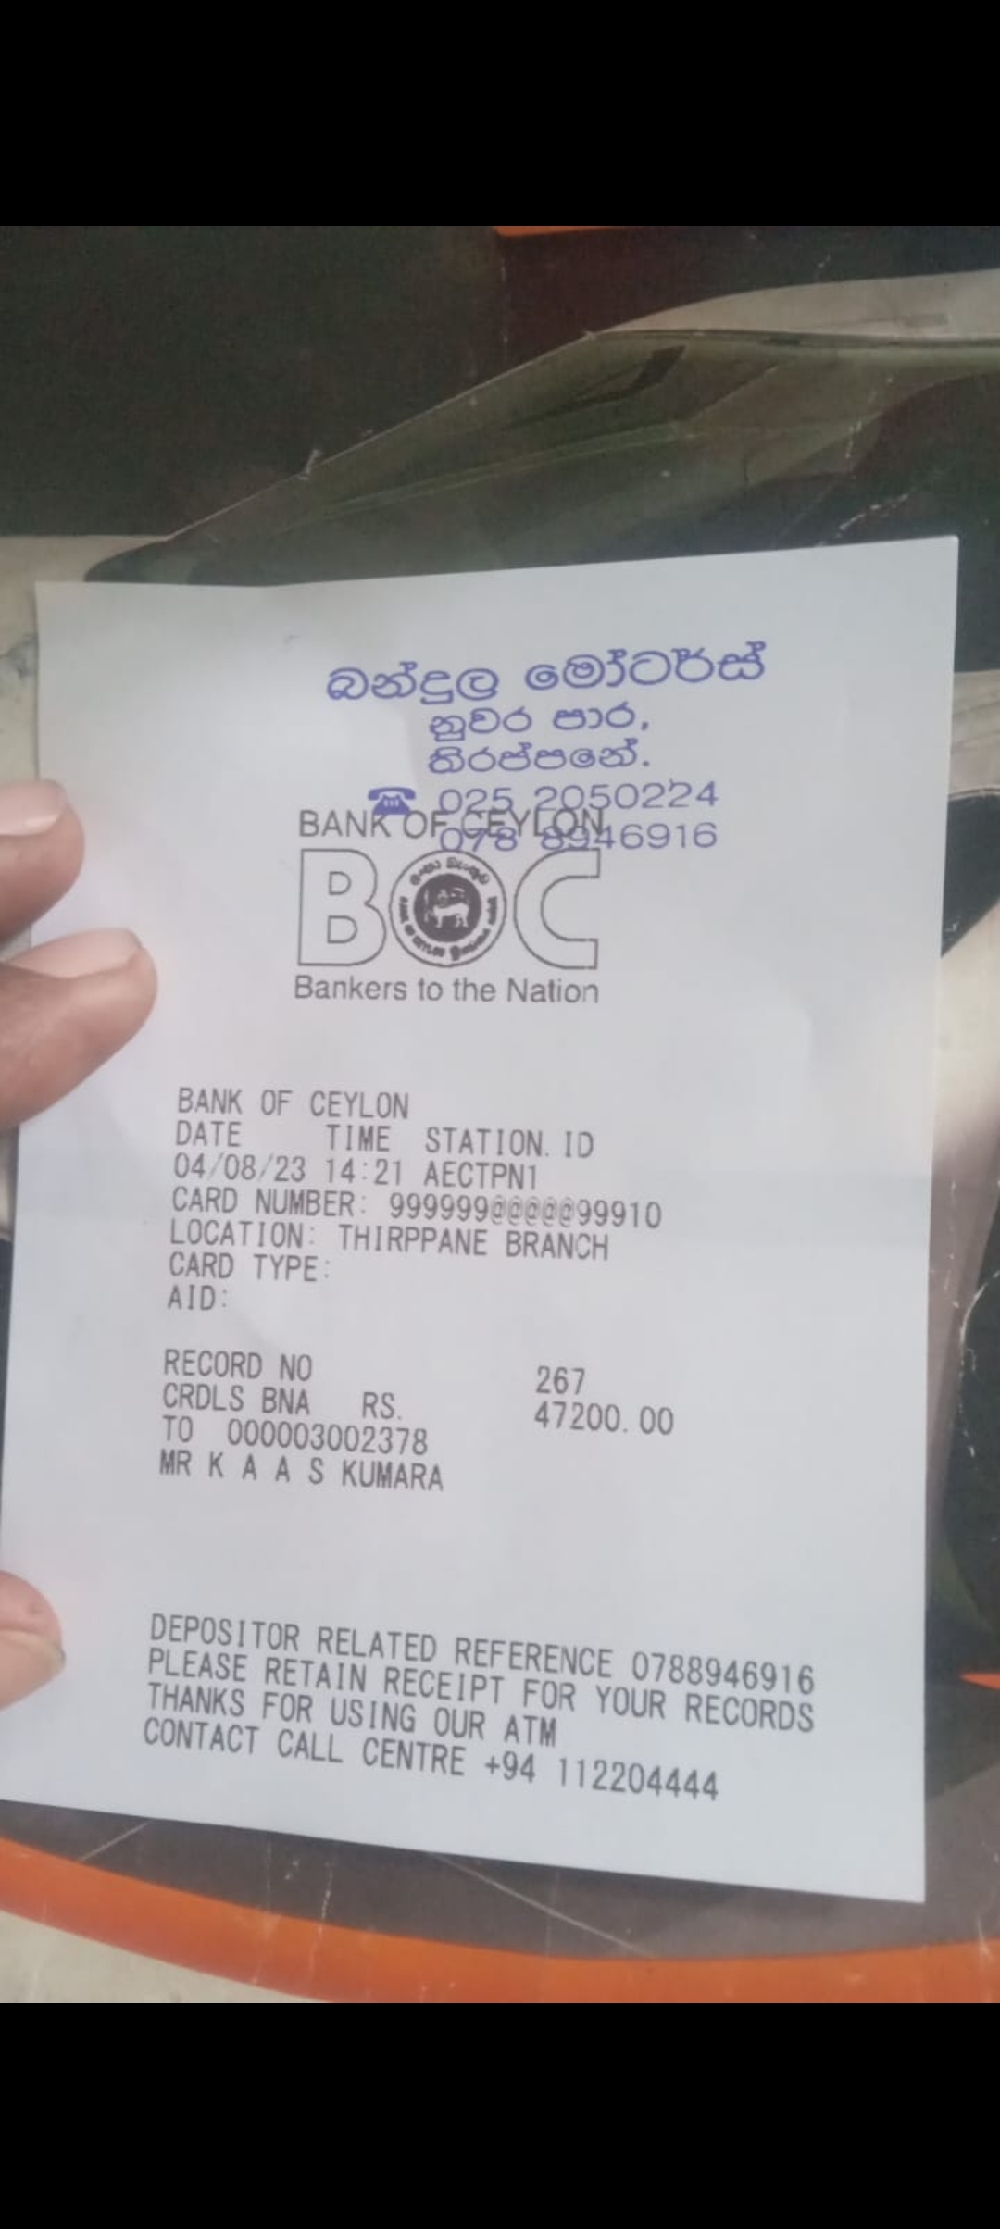 බන්දුල මෝටර්ස්
නුවර පාර,
තිරප්පනේ.
☎ 025 2050224
078 8946916
BANK OF CEYLON
BOC
Bankers to the Nation
BANK OF CEYLON
DATE TIME STATION. ID
04/08/23 14:21 AECTPN1
CARD NUMBER: 999999@@@@@99910
LOCATION: THIRPPANE BRANCH
CARD TYPE:
AID:
RECORD NO 267
CRDLS BNA RS. 47200.00
TO 000003002378
MR K A A S KUMARA
DEPOSITOR RELATED REFERENCE 0788946916
PLEASE RETAIN RECEIPT FOR YOUR RECORDS
THANKS FOR USING OUR ATM
CONTACT CALL CENTRE +94 112204444